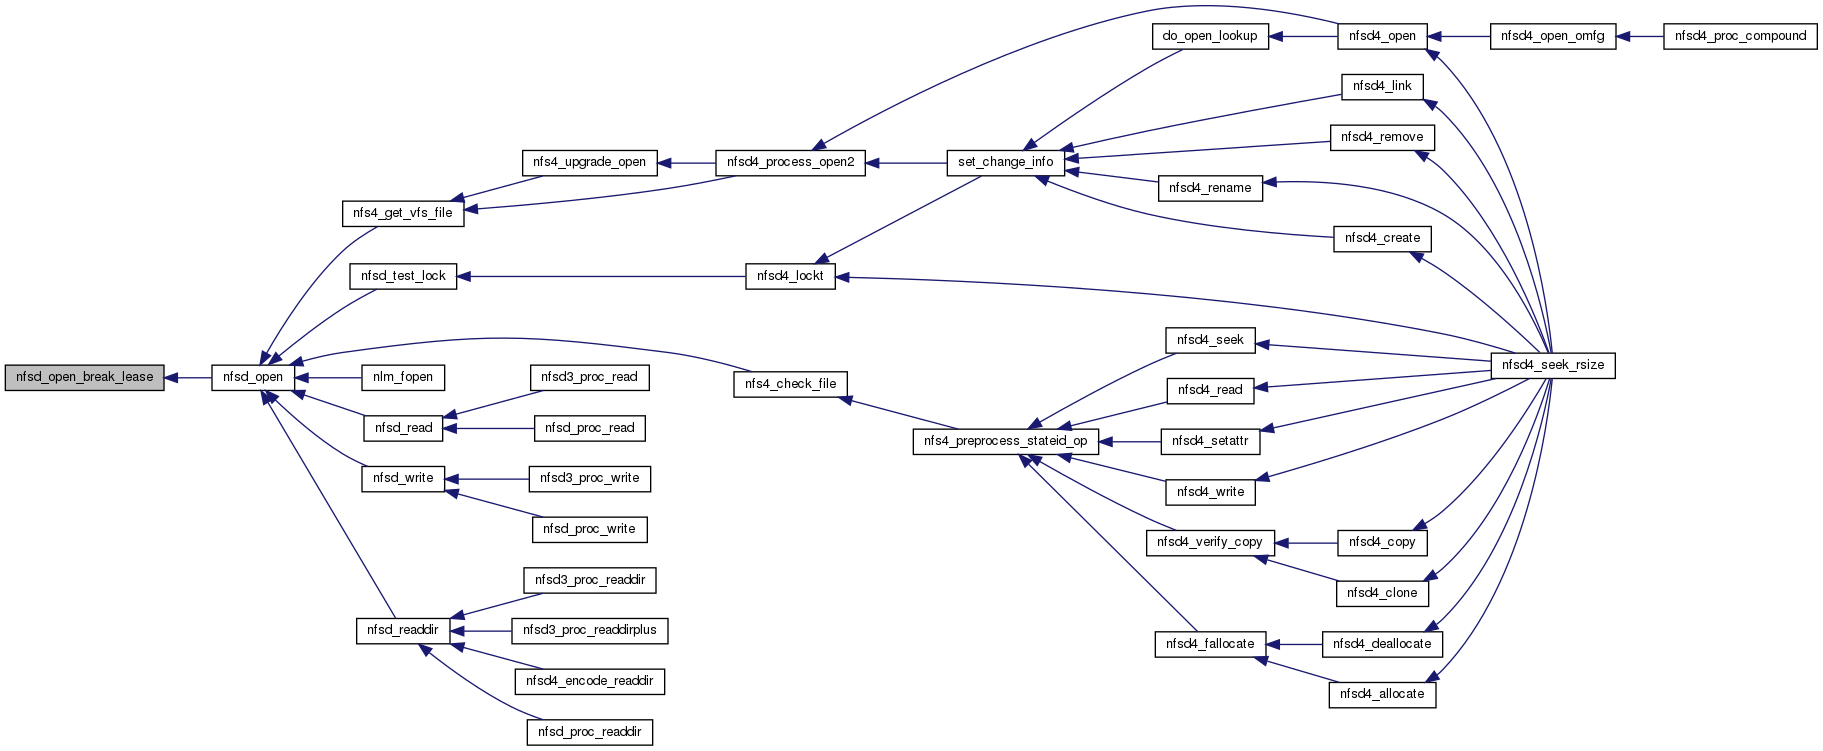 nfsd_open_break_lease
nfsd_open
nfs4_get_vfs_file
nfsd_test_lock
nlm_fopen
nfsd_read
nfsd_write
nfsd_readdir
nfs4_upgrade_open
nfsd3_proc_read
nfsd_proc_read
nfsd3_proc_write
nfsd_proc_write
nfsd3_proc_readdir
nfsd3_proc_readdirplus
nfsd4_encode_readdir
nfsd_proc_readdir
nfsd4_process_open2
nfsd4_lockt
nfs4_check_file
set_change_info
nfs4_preprocess_stateid_op
do_open_lookup
nfsd4_rename
nfsd4_seek
nfsd4_read
nfsd4_setattr
nfsd4_write
nfsd4_verify_copy
nfsd4_fallocate
nfsd4_open
nfsd4_link
nfsd4_remove
nfsd4_create
nfsd4_copy
nfsd4_clone
nfsd4_deallocate
nfsd4_allocate
nfsd4_open_omfg
nfsd4_seek_rsize
nfsd4_proc_compound